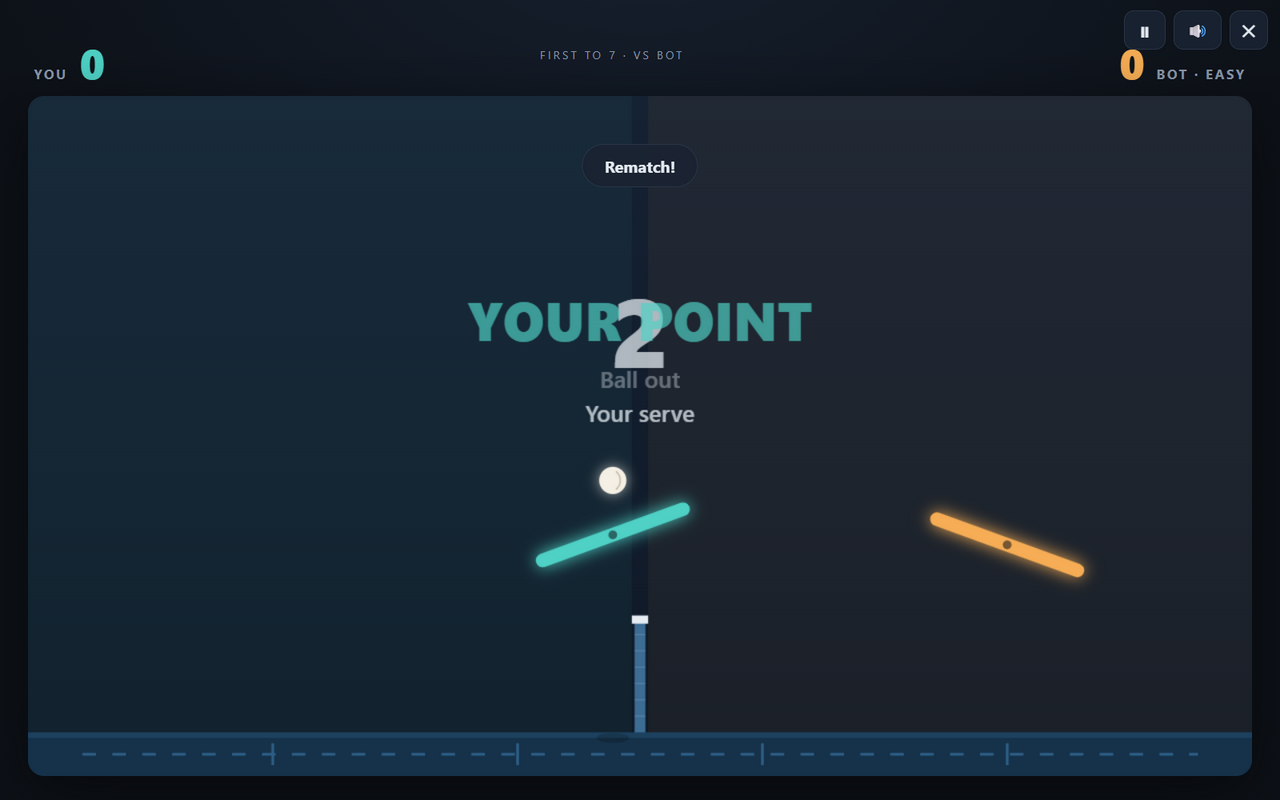 FIRST TO 7 · VS BOT
YOU 0
0 BOT · EASY
Rematch!
YOUR POINT
2
Ball out
Your serve